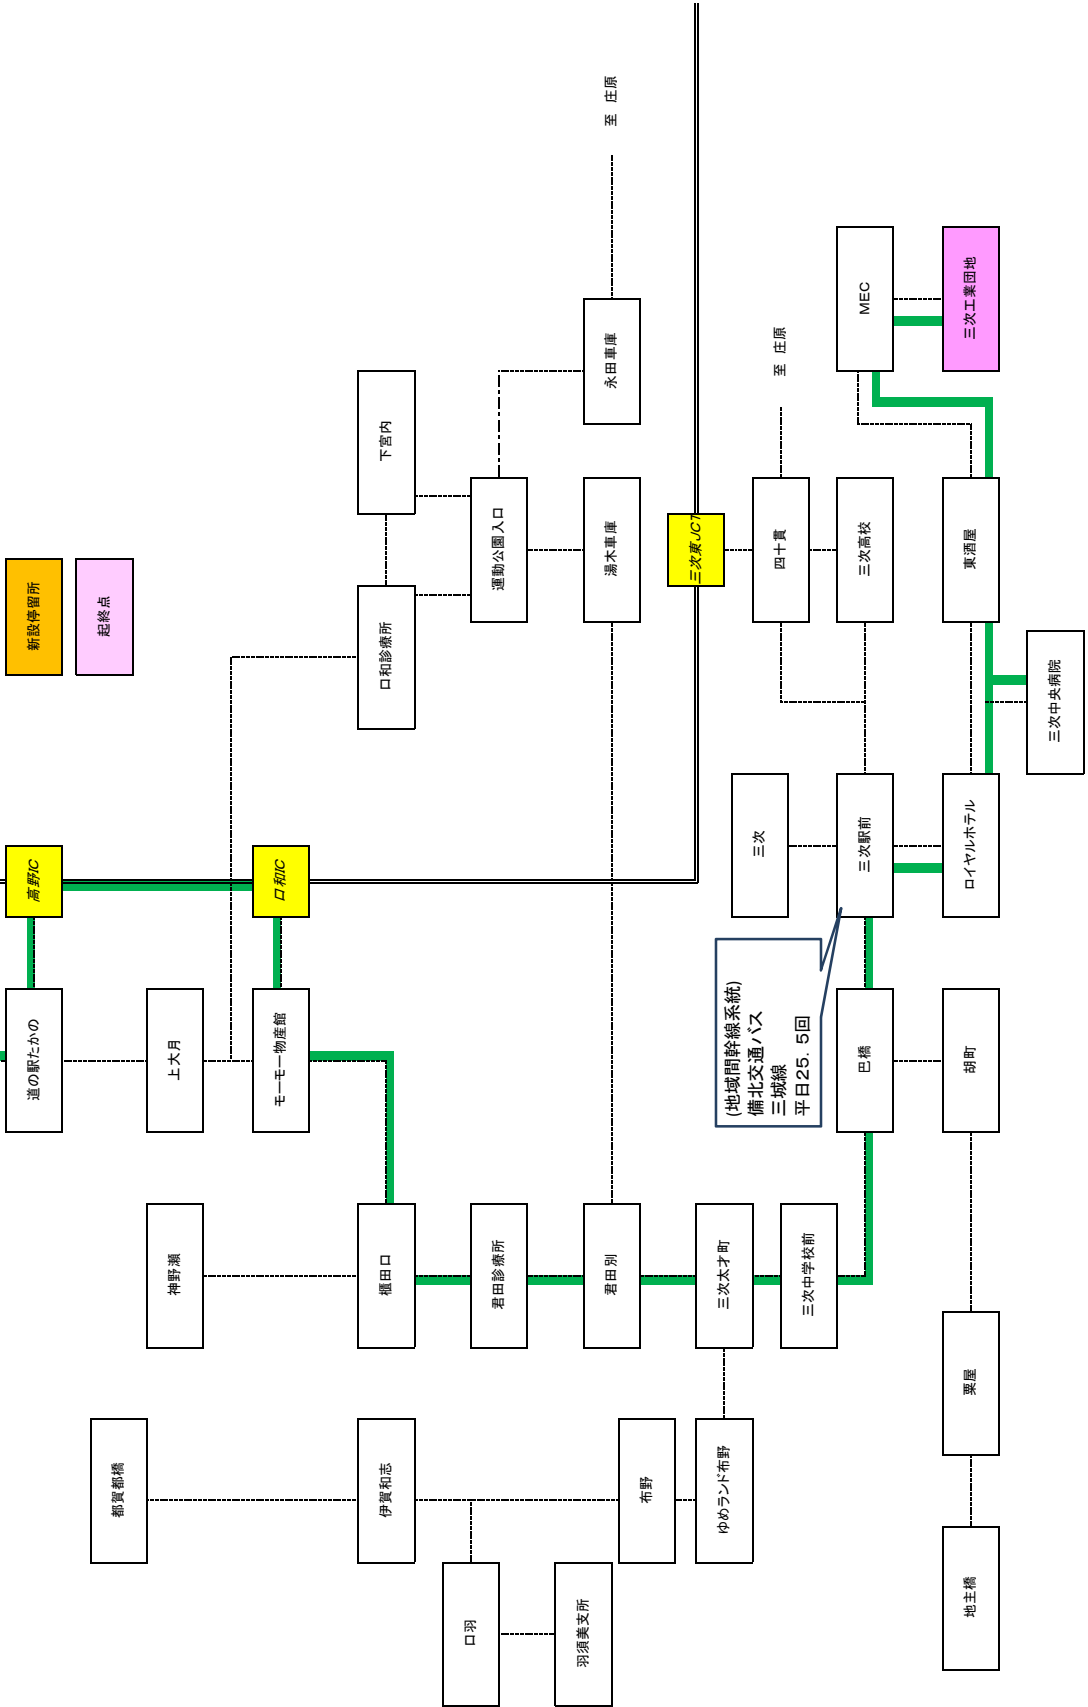 至 庄原
新設停留所
起終点
高野IC
口和IC
三次東JCT
道の駅たかの
上大月
モーモー物産館
下宮内
口和診療所
運動公園入口
永田車庫
湯木車庫
至 庄原
四十貫
三次高校
MEC
三次工業団地
東酒屋
三次中央病院
三次
三次駅前
ロイヤルホテル
(地域間幹線系統)
備北交通バス
三城線
平日25.5回
巴橋
胡町
神野瀬
櫃田口
君田診療所
君田別
三次太才町
三次中学校前
粟屋
地主橋
都賀都橋
伊賀和志
布野
ゆめランド布野
口羽
羽須美支所